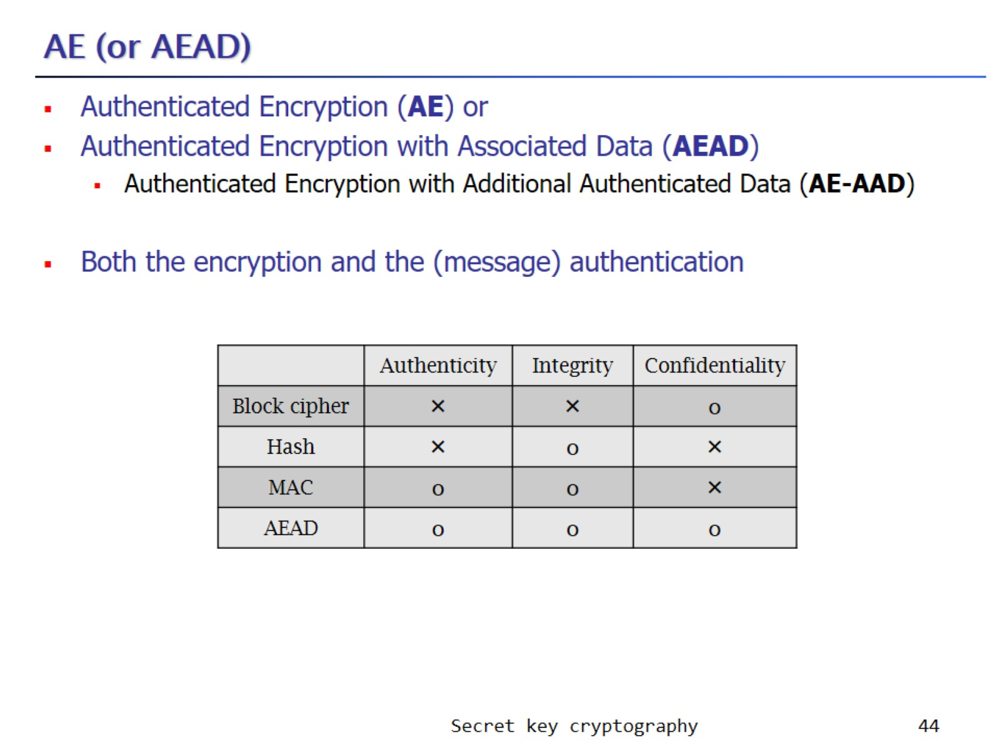 AE (or AEAD)
▪ Authenticated Encryption (AE) or
▪ Authenticated Encryption with Associated Data (AEAD)
▪ Authenticated Encryption with Additional Authenticated Data (AE-AAD)
▪ Both the encryption and the (message) authentication
Authenticity Integrity Confidentiality
Block cipher × × o
Hash × o ×
MAC o o ×
AEAD o o o
Secret key cryptography 44